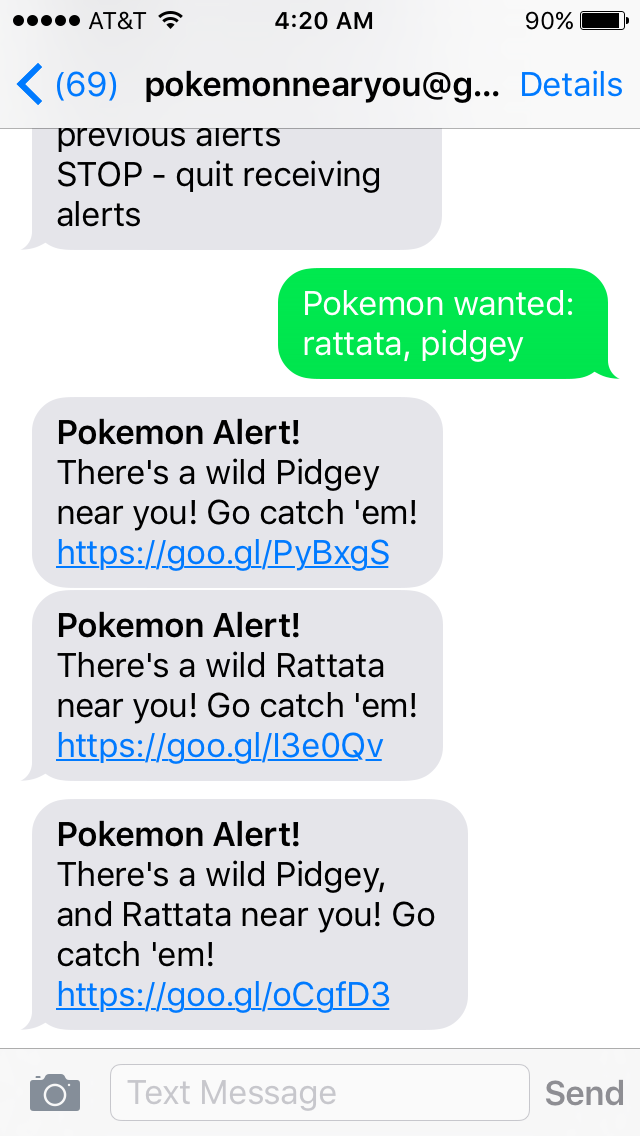 AT&T 4:20 AM 90%
(69) pokemonnearyou@g... Details
previous alerts
STOP - quit receiving
alerts
Pokemon wanted:
rattata, pidgey
Pokemon Alert!
There's a wild Pidgey
near you! Go catch 'em!
https://goo.gl/PyBxgS
Pokemon Alert!
There's a wild Rattata
near you! Go catch 'em!
https://goo.gl/l3e0Qv
Pokemon Alert!
There's a wild Pidgey,
and Rattata near you! Go
catch 'em!
https://goo.gl/oCgfD3
Text Message Send